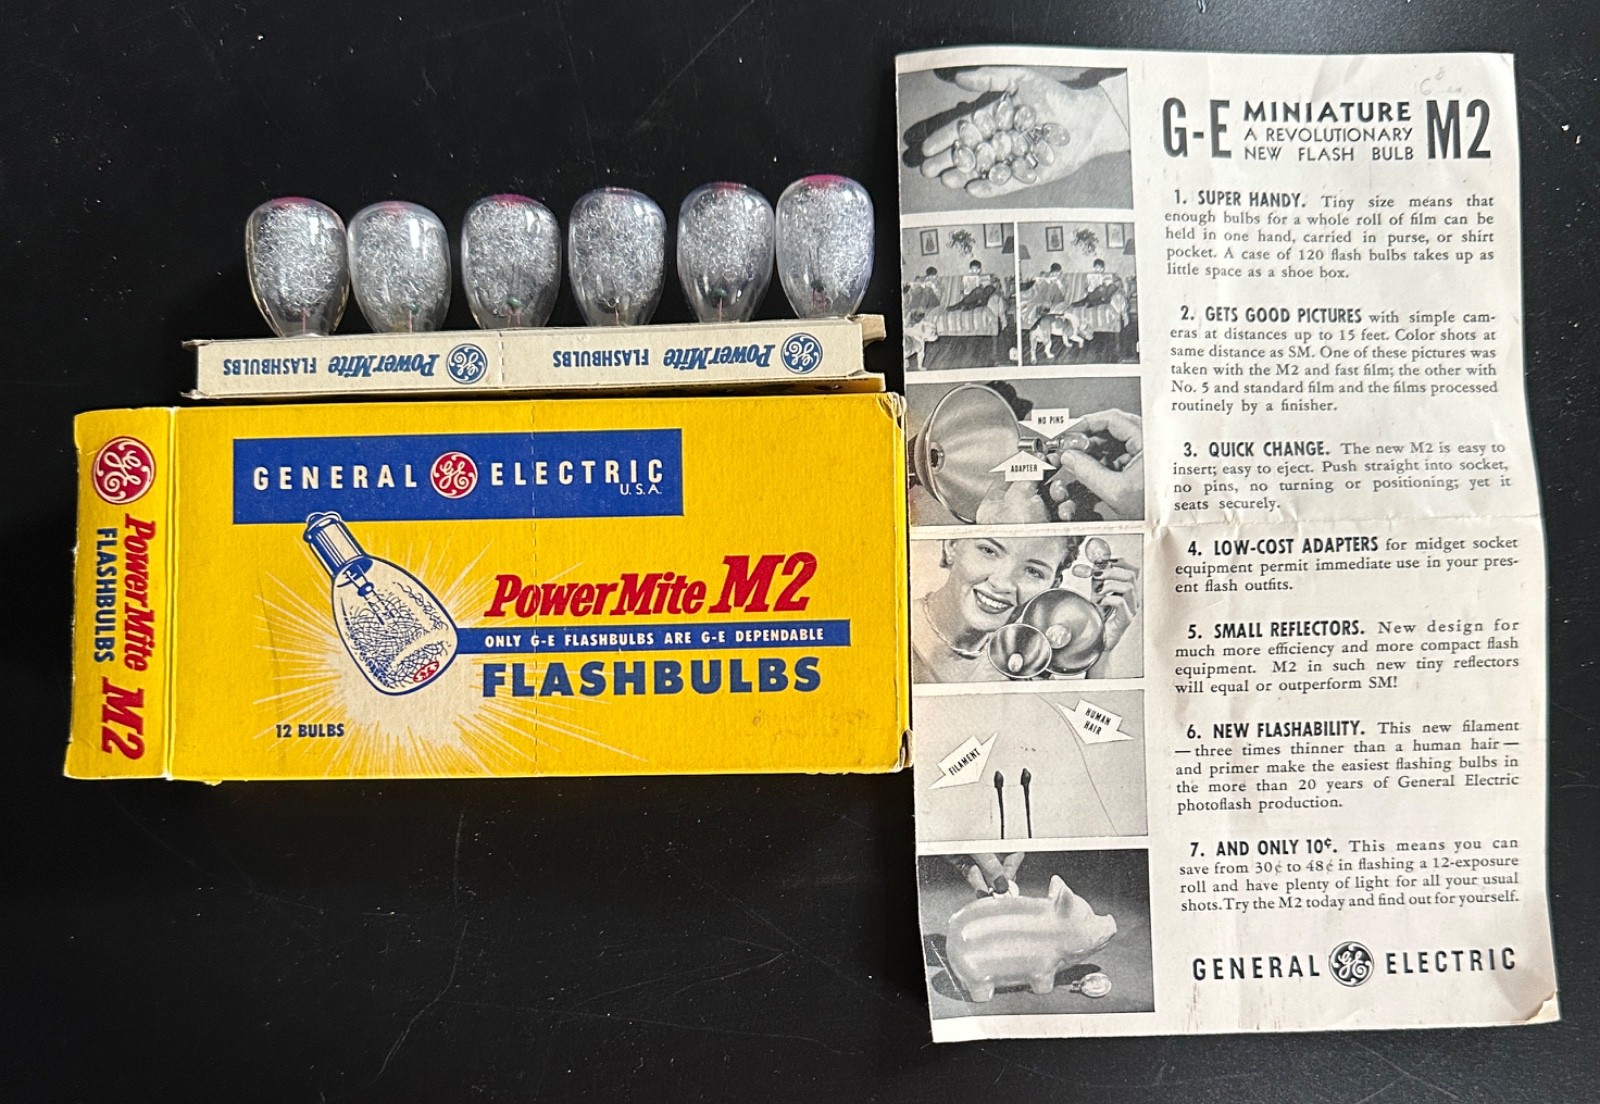 PowerMite FLASHBULBS
PowerMite FLASHBULBS
GE
PowerMite M2
FLASHBULBS
GENERAL GE ELECTRIC
U.S.A.
PowerMite M2
ONLY G-E FLASHBULBS ARE G-E DEPENDABLE
FLASHBULBS
12 BULBS
G-E MINIATURE M2
A REVOLUTIONARY
NEW FLASH BULB
1. SUPER HANDY. Tiny size means that
enough bulbs for a whole roll of film can be
held in one hand, carried in purse, or shirt
pocket. A case of 120 flash bulbs takes up as
little space as a shoe box.
2. GETS GOOD PICTURES with simple cam-
eras at distances up to 15 feet. Color shots at
same distance as SM. One of these pictures was
taken with the M2 and fast film; the other with
No. 5 and standard film and the films processed
routinely by a finisher.
NO PINS
ADAPTER
3. QUICK CHANGE. The new M2 is easy to
insert; easy to eject. Push straight into socket,
no pins, no turning or positioning; yet it
seats securely.
4. LOW-COST ADAPTERS for midget socket
equipment permit immediate use in your pres-
ent flash outfits.
5. SMALL REFLECTORS. New design for
much more efficiency and more compact flash
equipment. M2 in such new tiny reflectors
will equal or outperform SM!
HUMAN
HAIR
FILAMENT
6. NEW FLASHABILITY. This new filament
—three times thinner than a human hair—
and primer make the easiest flashing bulbs in
the more than 20 years of General Electric
photoflash production.
7. AND ONLY 10¢. This means you can
save from 30¢ to 48¢ in flashing a 12-exposure
roll and have plenty of light for all your usual
shots. Try the M2 today and find out for yourself.
GENERAL GE ELECTRIC